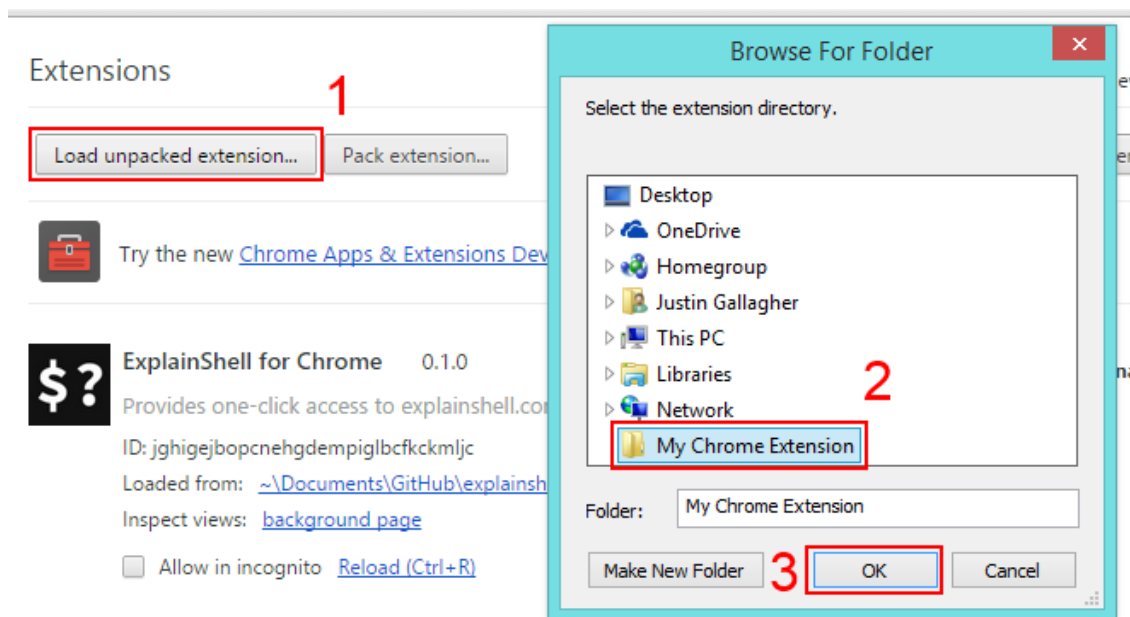 Extensions
1
Load unpacked extension...
Pack extension...
Try the new Chrome Apps & Extensions Dev
ExplainShell for Chrome 0.1.0
Provides one-click access to explainshell.co
ID: jghigejbopcnehgdempiglbcfkckmljc
Loaded from: ~\Documents\GitHub\explainsh
Inspect views: background page
Allow in incognito Reload (Ctrl+R)
$?
Browse For Folder
Select the extension directory.
Desktop
OneDrive
Homegroup
Justin Gallagher
This PC
Libraries
2
Network
My Chrome Extension
Folder: My Chrome Extension
Make New Folder
3
OK
Cancel